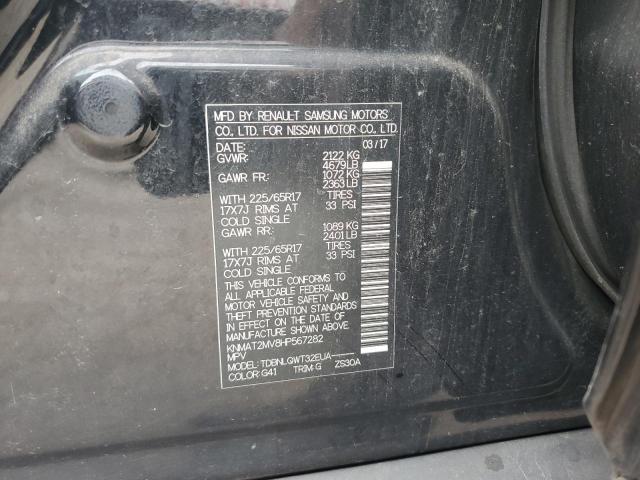 MFD BY RENAULT SAMSUNG MOTORS
CO., LTD. FOR NISSAN MOTOR CO., LTD.
DATE: 03/17
GVWR: 2122 KG
4679 LB
GAWR FR: 1072 KG
2363 LB
WITH 225/65R17 TIRES
17X7J RIMS AT 33 PSI
COLD SINGLE
GAWR RR: 1089 KG
2401 LB
WITH 225/65R17 TIRES
17X7J RIMS AT 33 PSI
COLD SINGLE
THIS VEHICLE CONFORMS TO
ALL APPLICABLE FEDERAL
MOTOR VEHICLE SAFETY AND
THEFT PREVENTION STANDARDS
IN EFFECT ON THE DATE OF
MANUFACTURE SHOWN ABOVE.
KNMAT2MV8HP567282
MPV
MODEL: TDBNLQWT32EUA-----
COLOR: G41 TRIM: G ZS30A